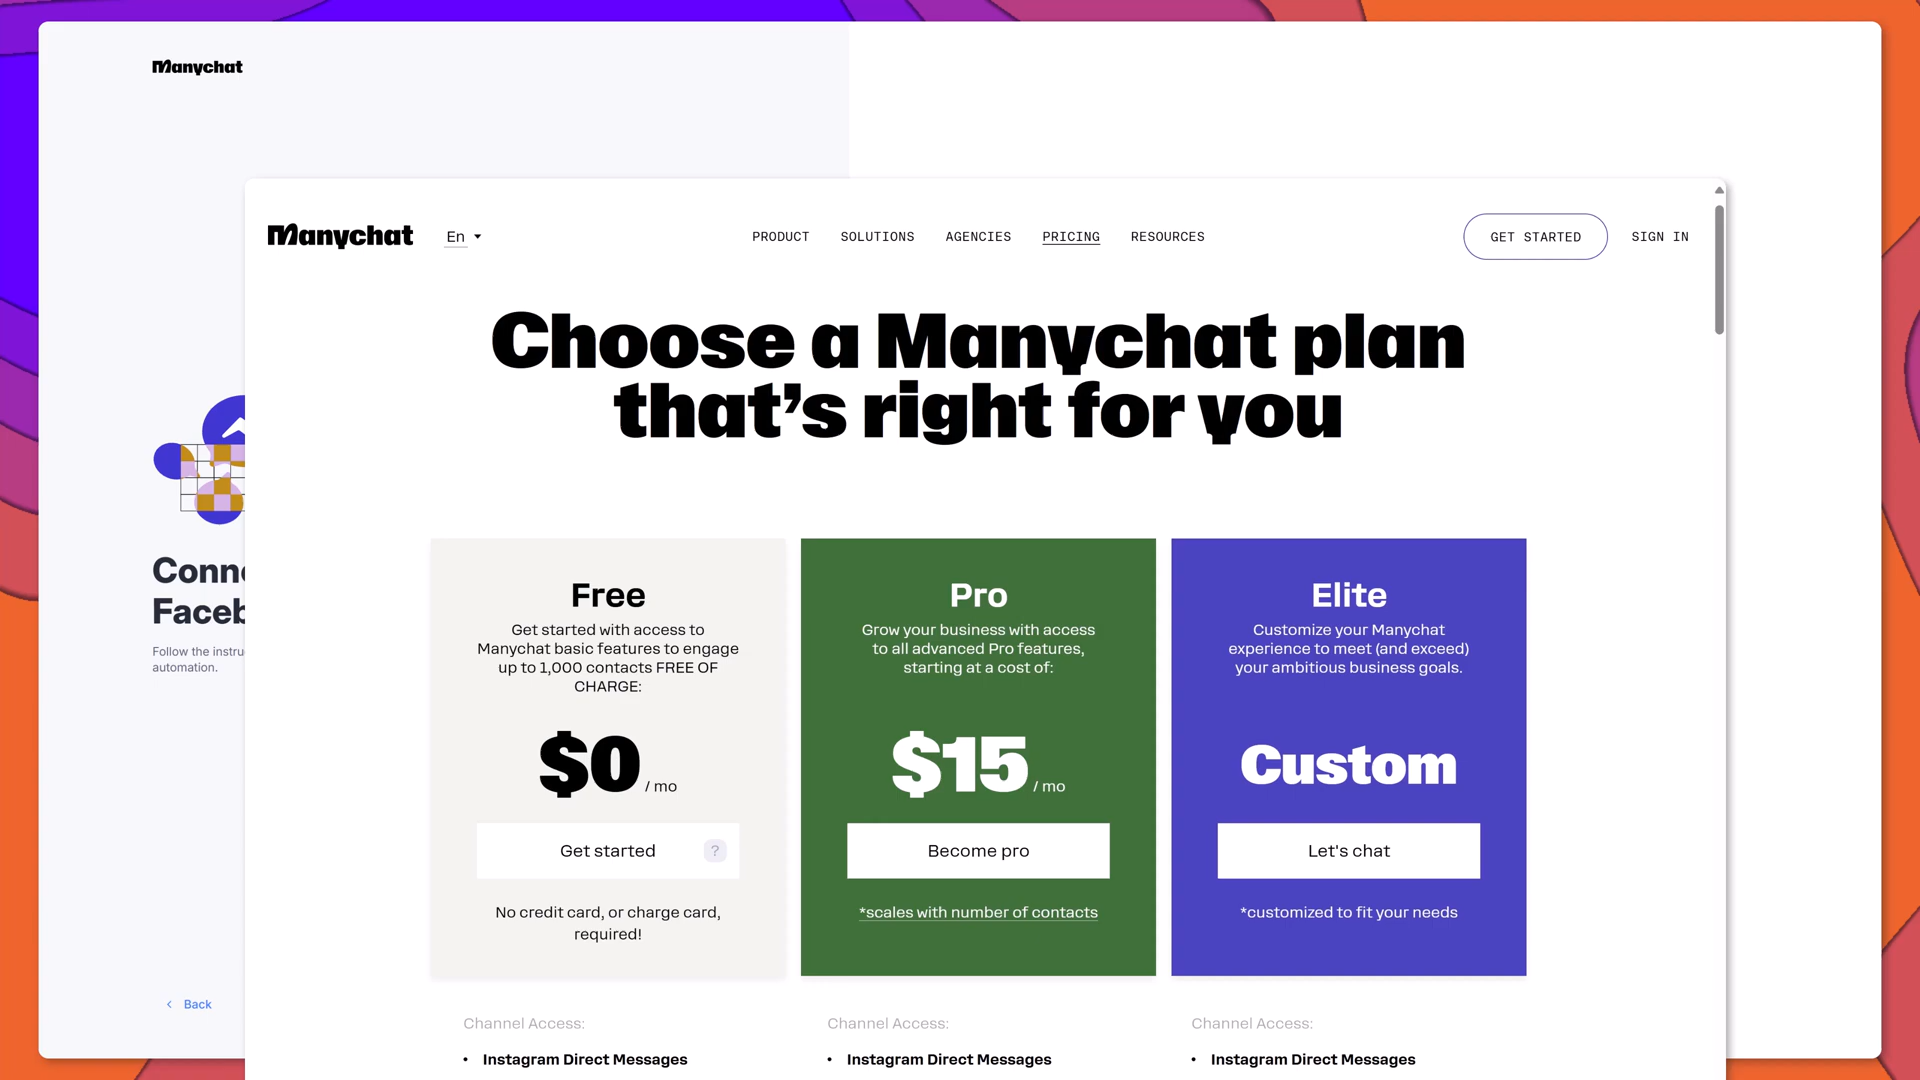 Manychat
Manychat
En
PRODUCT
SOLUTIONS
AGENCIES
PRICING
RESOURCES
GET STARTED
SIGN IN
Choose a Manychat plan
that’s right for you
Free
Get started with access to
Manychat basic features to engage
up to 1,000 contacts FREE OF
CHARGE:
$0 / mo
Get started
?
No credit card, or charge card,
required!
Pro
Grow your business with access
to all advanced Pro features,
starting at a cost of:
$15 / mo
Become pro
*scales with number of contacts
Elite
Customize your Manychat
experience to meet (and exceed)
your ambitious business goals.
Custom
Let's chat
*customized to fit your needs
Channel Access:
• Instagram Direct Messages
Channel Access:
• Instagram Direct Messages
Channel Access:
• Instagram Direct Messages
Follow the
automation.
Back